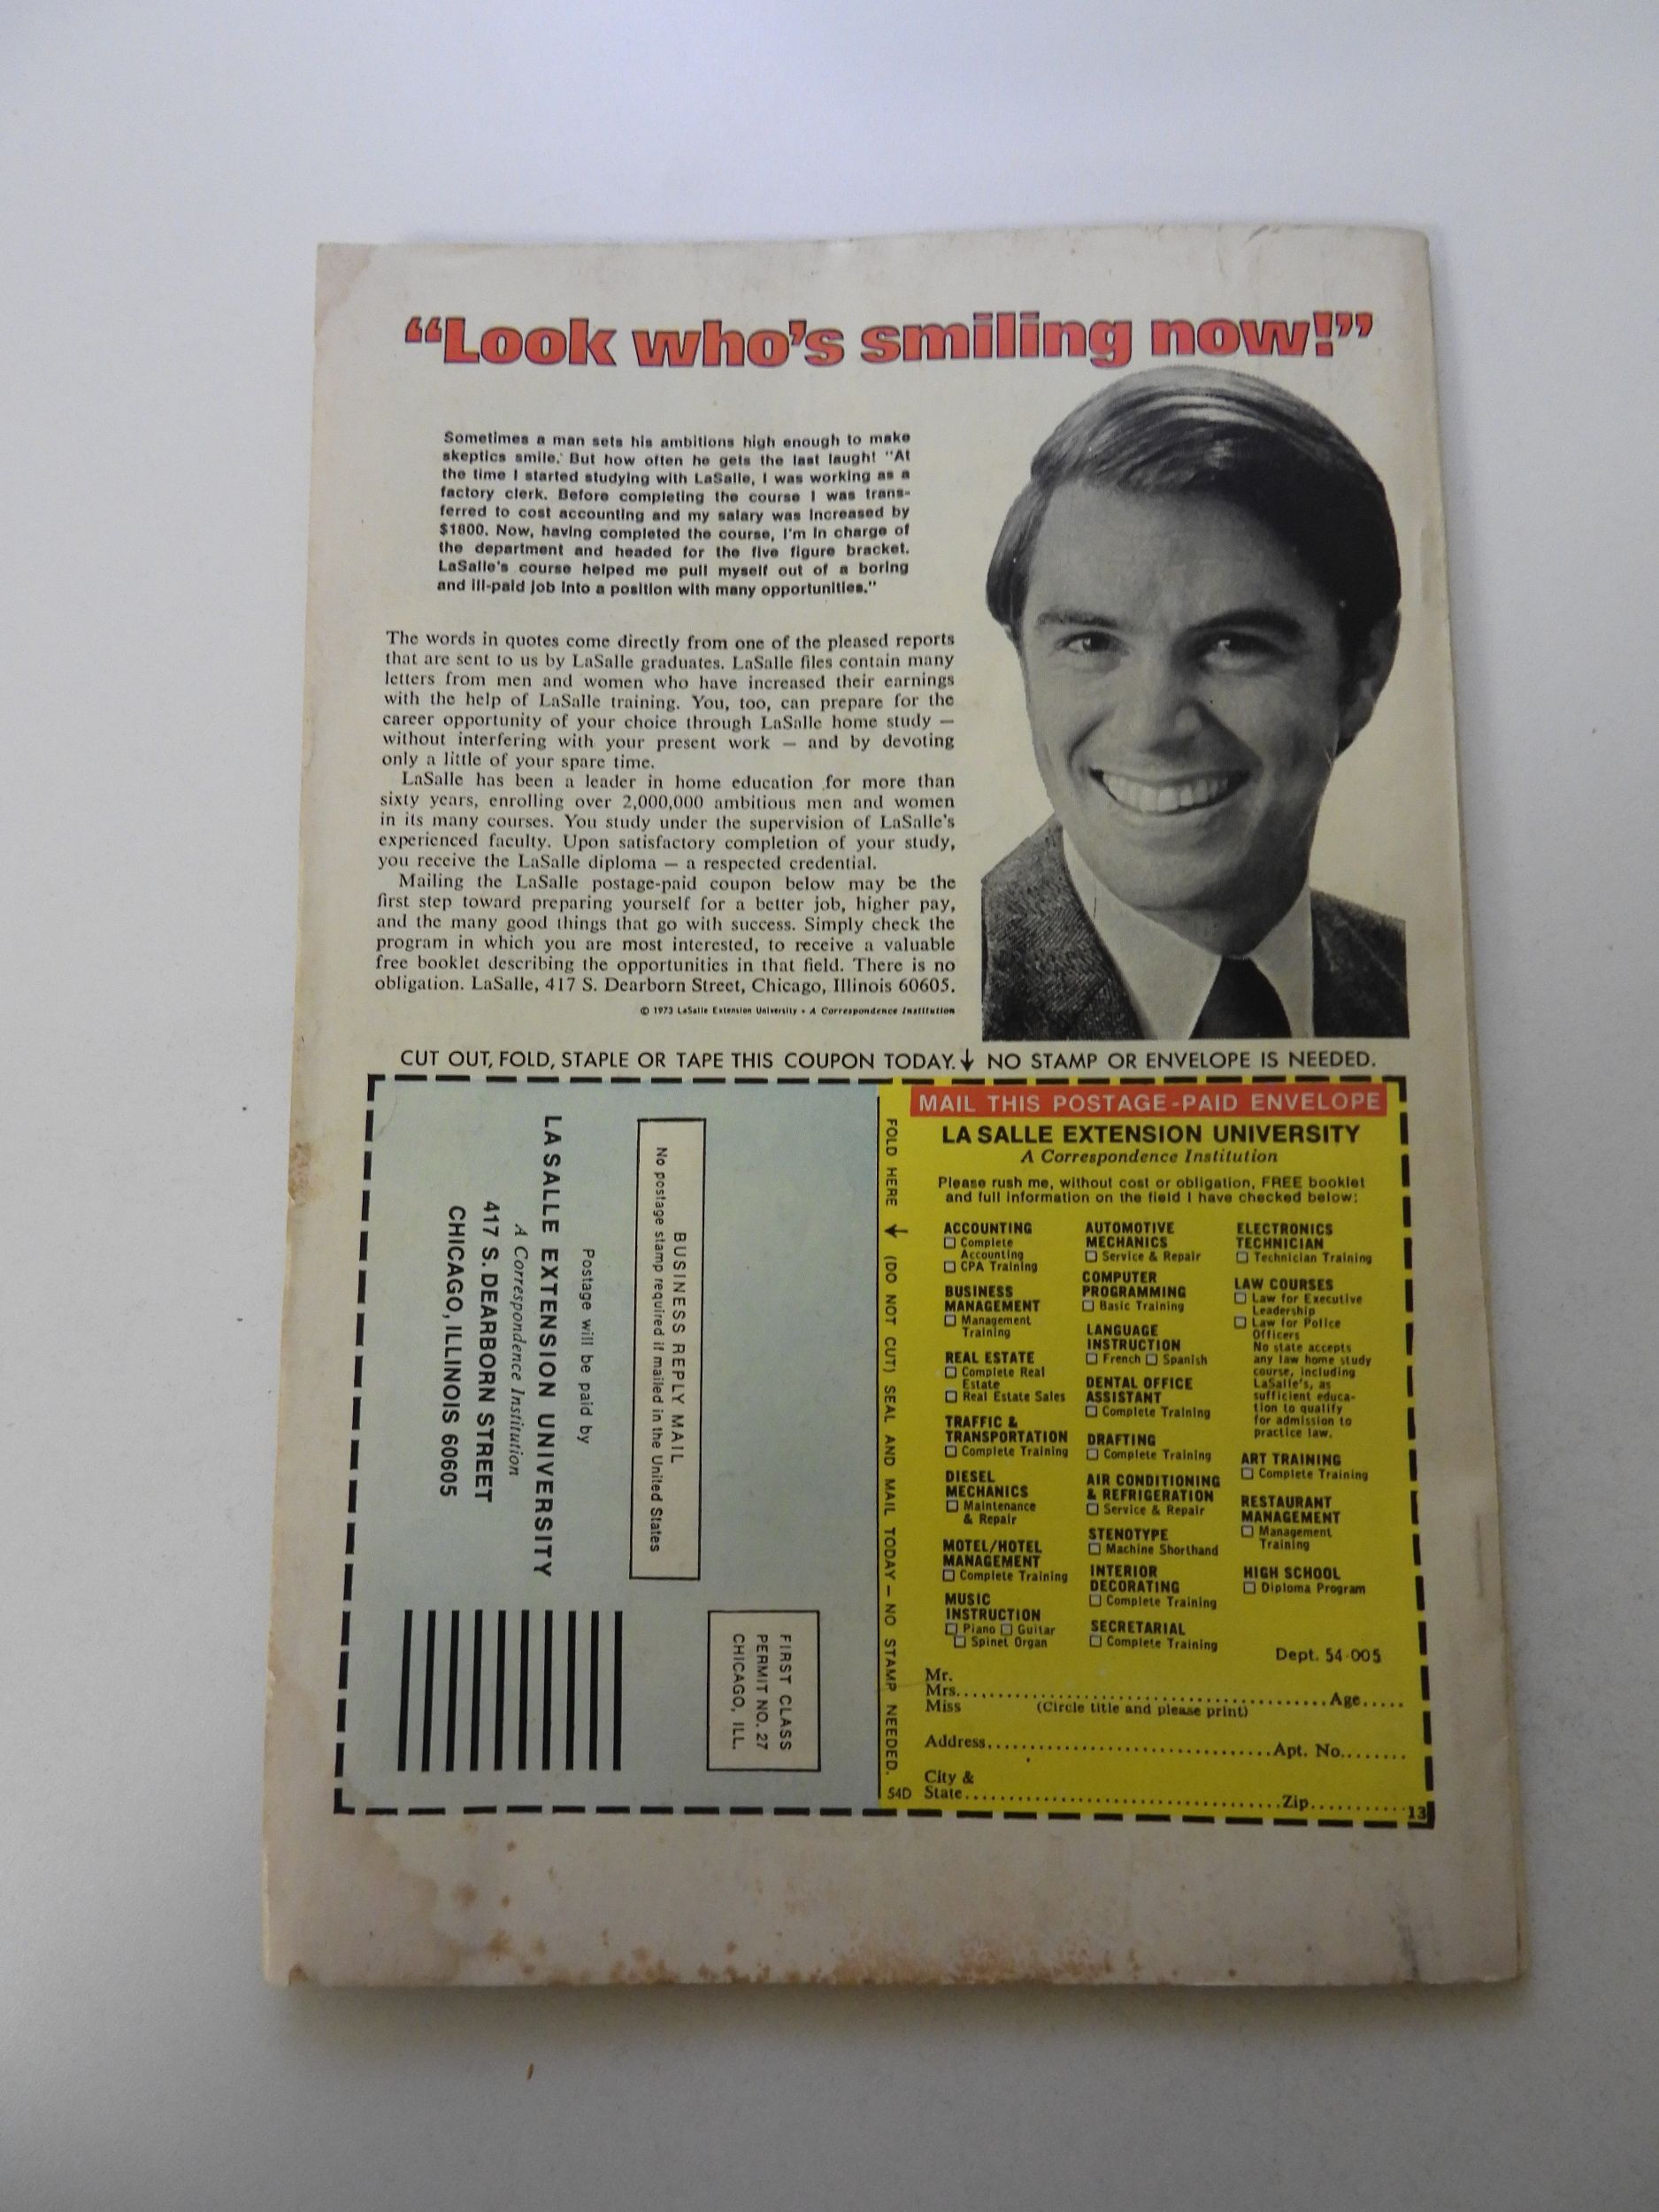 “Look who’s smiling now!”
Sometimes a man sets his ambitions high enough to make
skeptics smile. But how often he gets the last laugh! “At
the time I started studying with LaSalle, I was working as a
factory clerk. Before completing the course I was trans-
ferred to cost accounting and my salary was increased by
$1800. Now, having completed the course, I’m in charge of
the department and headed for the five figure bracket.
LaSalle’s course helped me pull myself out of a boring
and ill-paid job into a position with many opportunities.”
The words in quotes come directly from one of the pleased reports
that are sent to us by LaSalle graduates. LaSalle files contain many
letters from men and women who have increased their earnings
with the help of LaSalle training. You, too, can prepare for the
career opportunity of your choice through LaSalle home study —
without interfering with your present work — and by devoting
only a little of your spare time.
LaSalle has been a leader in home education for more than
sixty years, enrolling over 2,000,000 ambitious men and women
in its many courses. You study under the supervision of LaSalle’s
experienced faculty. Upon satisfactory completion of your study,
you receive the LaSalle diploma — a respected credential.
Mailing the LaSalle postage-paid coupon below may be the
first step toward preparing yourself for a better job, higher pay,
and the many good things that go with success. Simply check the
program in which you are most interested, to receive a valuable
free booklet describing the opportunities in that field. There is no
obligation. LaSalle, 417 S. Dearborn Street, Chicago, Illinois 60605.
© 1973 LaSalle Extension University • A Correspondence Institution
CUT OUT, FOLD, STAPLE OR TAPE THIS COUPON TODAY. ↓ NO STAMP OR ENVELOPE IS NEEDED.
FIRST CLASS
PERMIT NO. 27
CHICAGO, ILL.
BUSINESS REPLY MAIL
No postage stamp required if mailed in the United States
Postage will be paid by
LA SALLE EXTENSION UNIVERSITY
A Correspondence Institution
417 S. DEARBORN STREET
CHICAGO, ILLINOIS 60605
FOLD HERE → (DO NOT CUT) SEAL AND MAIL TODAY — NO STAMP NEEDED.
54D
MAIL THIS POSTAGE-PAID ENVELOPE
LA SALLE EXTENSION UNIVERSITY
A Correspondence Institution
Please rush me, without cost or obligation, FREE booklet
and full information on the field I have checked below:
ACCOUNTING
☐ Complete
Accounting
☐ CPA Training
BUSINESS
MANAGEMENT
☐ Management
Training
REAL ESTATE
☐ Complete Real
Estate
☐ Real Estate Sales
TRAFFIC &
TRANSPORTATION
☐ Complete Training
DIESEL
MECHANICS
☐ Maintenance
& Repair
MOTEL/HOTEL
MANAGEMENT
☐ Complete Training
MUSIC
INSTRUCTION
☐ Piano ☐ Guitar
☐ Spinet Organ
AUTOMOTIVE
MECHANICS
☐ Service & Repair
COMPUTER
PROGRAMMING
☐ Basic Training
LANGUAGE
INSTRUCTION
☐ French ☐ Spanish
DENTAL OFFICE
ASSISTANT
☐ Complete Training
DRAFTING
☐ Complete Training
AIR CONDITIONING
& REFRIGERATION
☐ Service & Repair
STENOTYPE
☐ Machine Shorthand
INTERIOR
DECORATING
☐ Complete Training
SECRETARIAL
☐ Complete Training
ELECTRONICS
TECHNICIAN
☐ Technician Training
LAW COURSES
☐ Law for Executive
Leadership
☐ Law for Police
Officers
No state accepts
any law home study
course, including
LaSalle's, as
sufficient educa-
tion to qualify
for admission to
practice law.
ART TRAINING
☐ Complete Training
RESTAURANT
MANAGEMENT
☐ Management
Training
HIGH SCHOOL
☐ Diploma Program
Dept. 54-005
Mr.
Mrs. Age
Miss (Circle title and please print)
Address Apt. No.
City &
State Zip
13